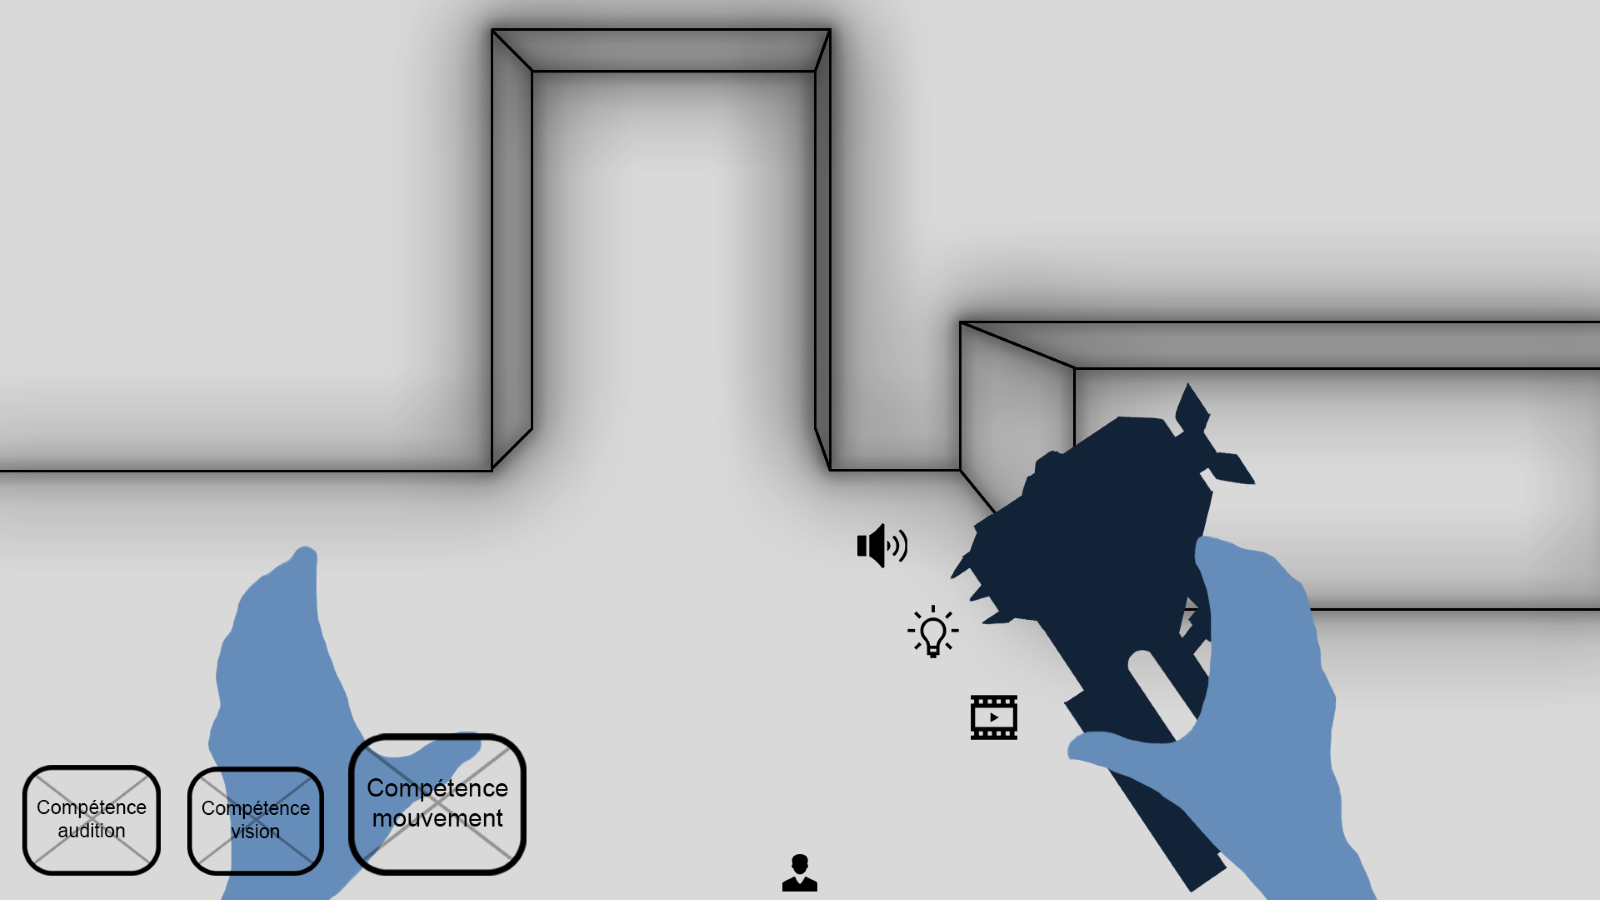 Compétence
audition
Compétence
vision
Compétence
mouvement